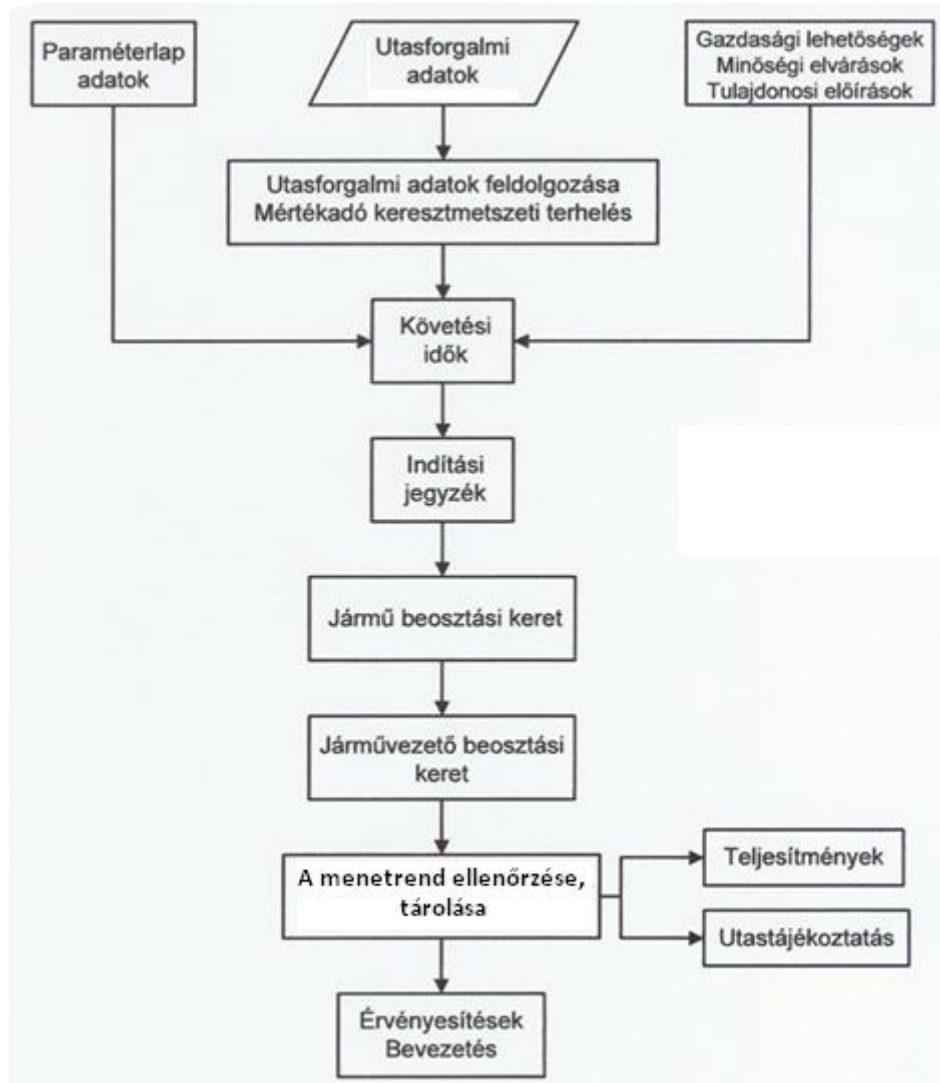 Paraméterlap
adatok
Utasforgalmi
adatok
Gazdasági lehetőségek
Minőségi elvárások
Tulajdonosi előírások
Utasforgalmi adatok feldolgozása
Mértékadó keresztmetszeti terhelés
Követési
idők
Indítási
jegyzék
Jármű beosztási keret
Járművezető beosztási
keret
A menetrend ellenőrzése,
tárolása
Teljesítmények
Utastájékoztatás
Érvényesítések
Bevezetés